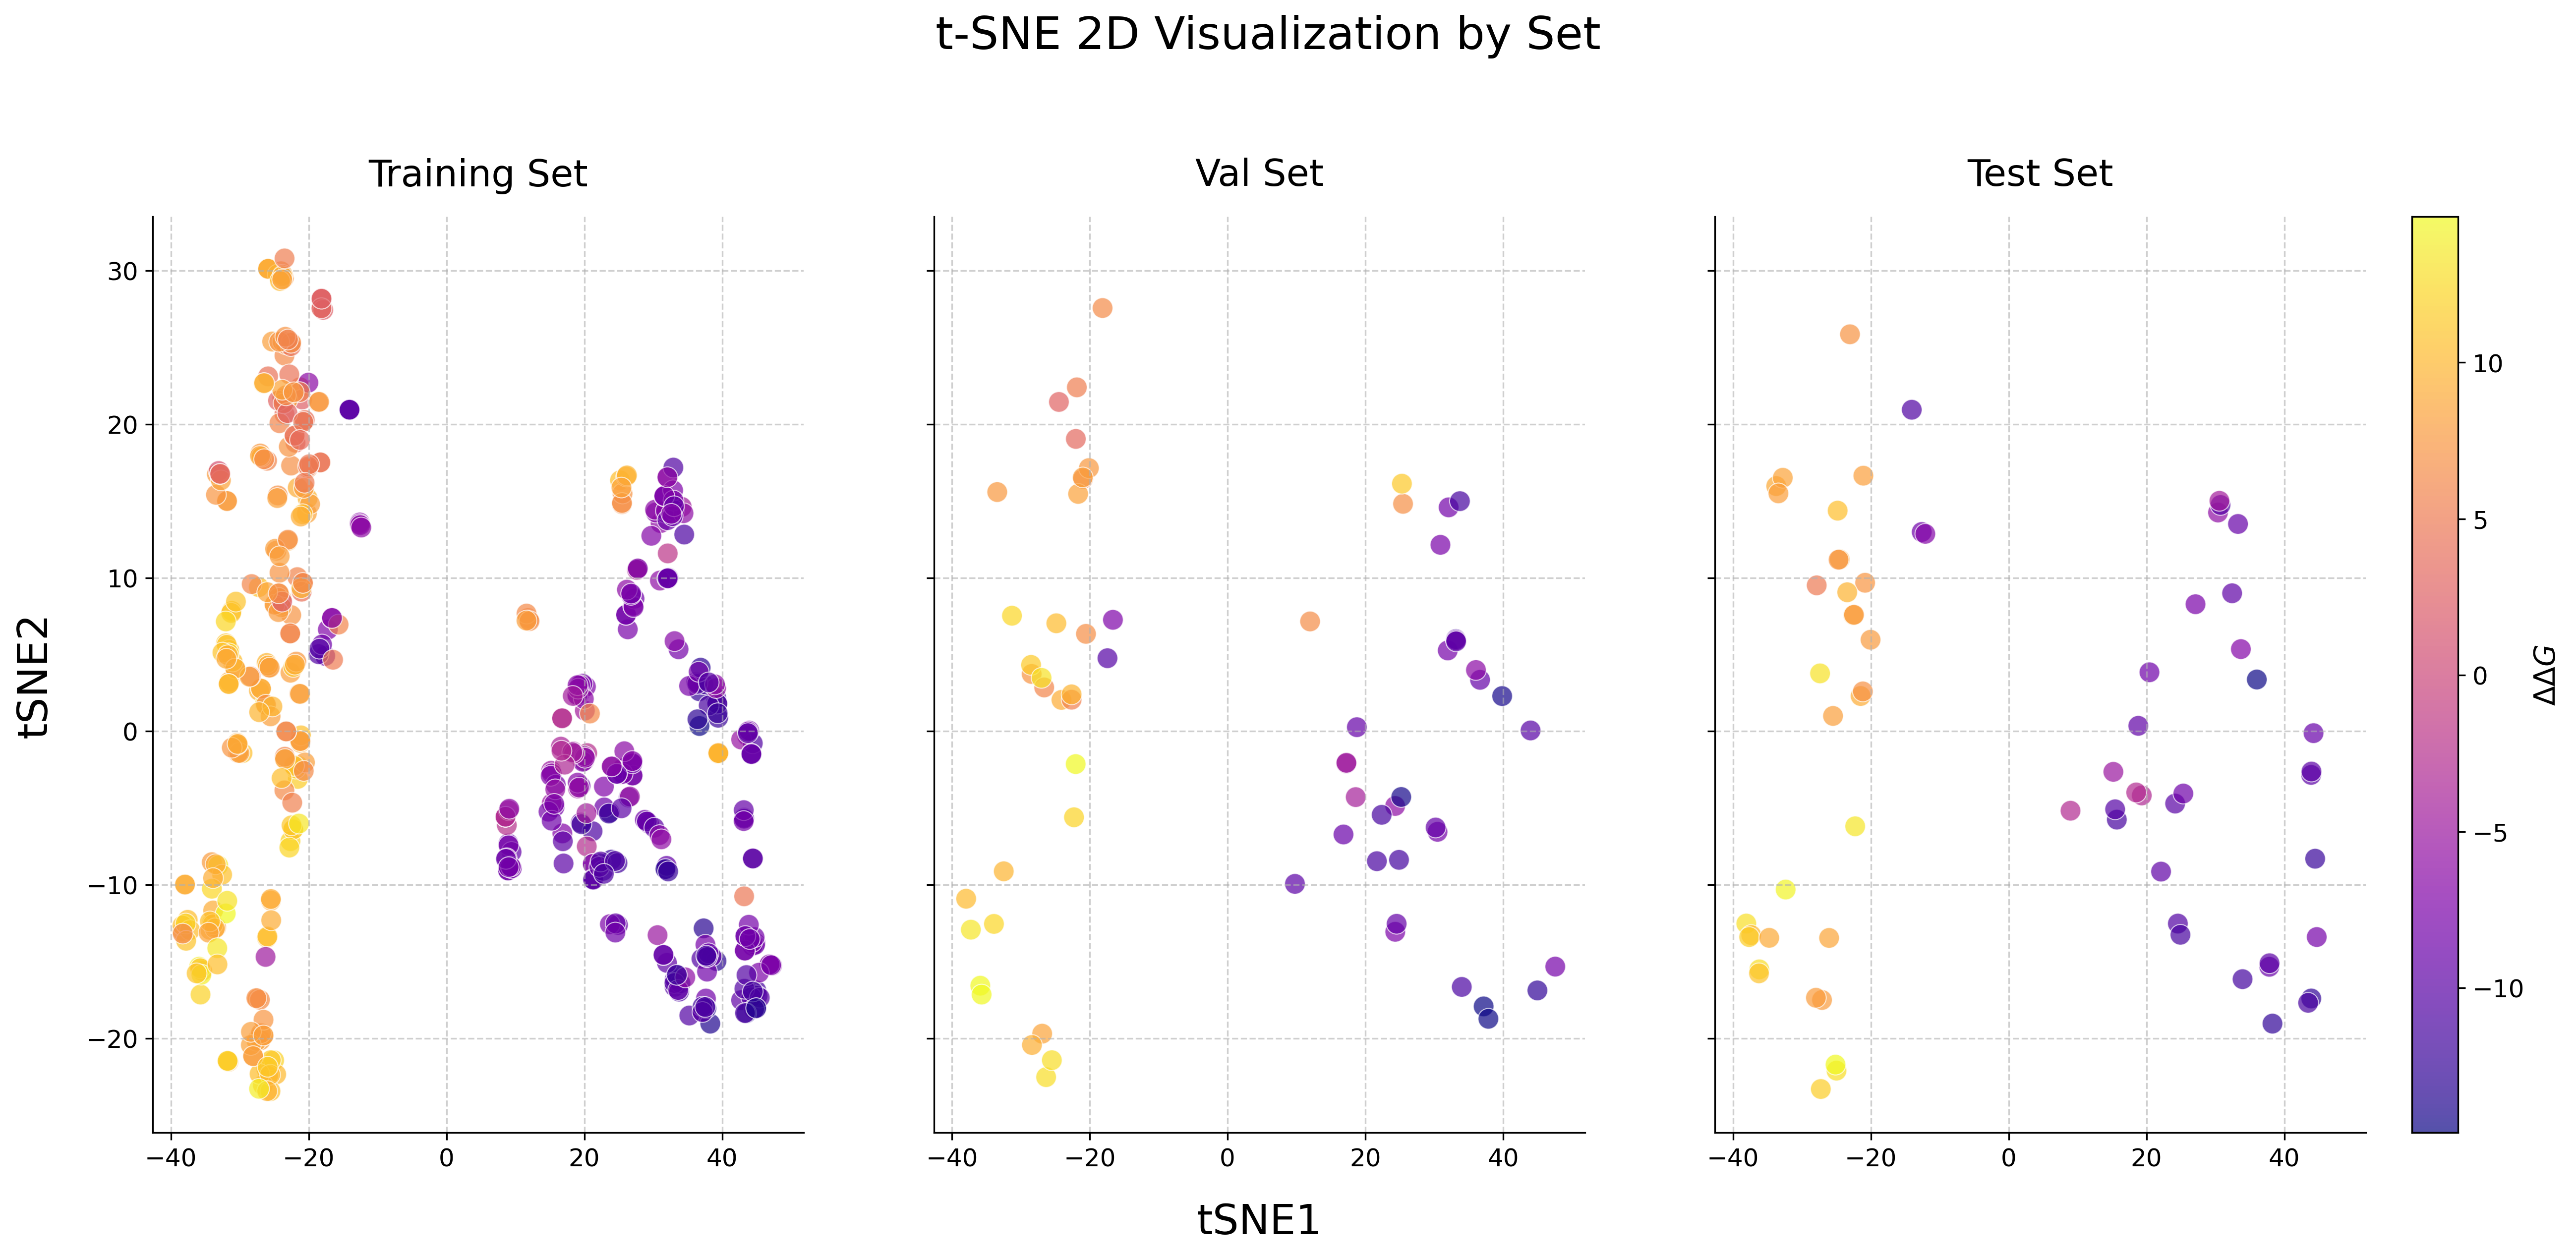 t-SNE 2D Visualization by Set
Training Set
Val Set
Test Set
30
20
10
0
−10
−20
tSNE2
−40 −20 0 20 40
−40 −20 0 20 40
−40 −20 0 20 40
tSNE1
10
5
0
−5
−10
ΔΔG